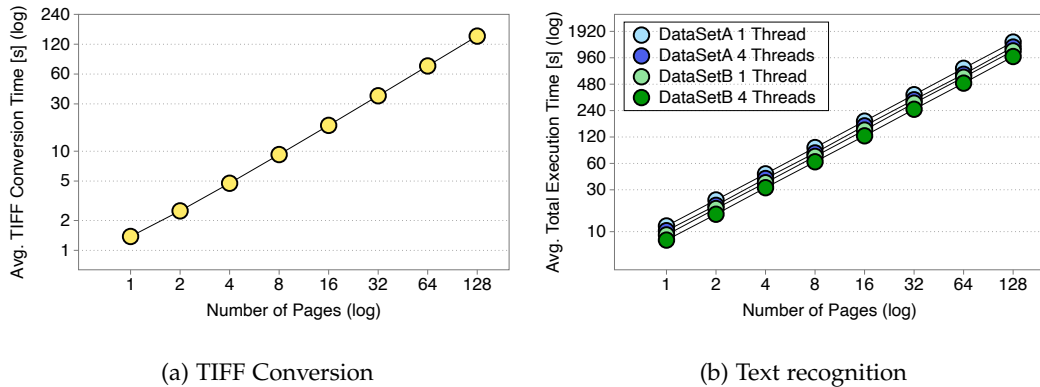 Avg. TIFF Conversion Time [s] (log)
240
120
60
30
10
5
2
1
1 2 4 8 16 32 64 128
Number of Pages (log)
(a) TIFF Conversion
Avg. Total Execution Time [s] (log)
1920
960
480
240
120
60
30
10
DataSetA 1 Thread
DataSetA 4 Threads
DataSetB 1 Thread
DataSetB 4 Threads
1 2 4 8 16 32 64 128
Number of Pages (log)
(b) Text recognition